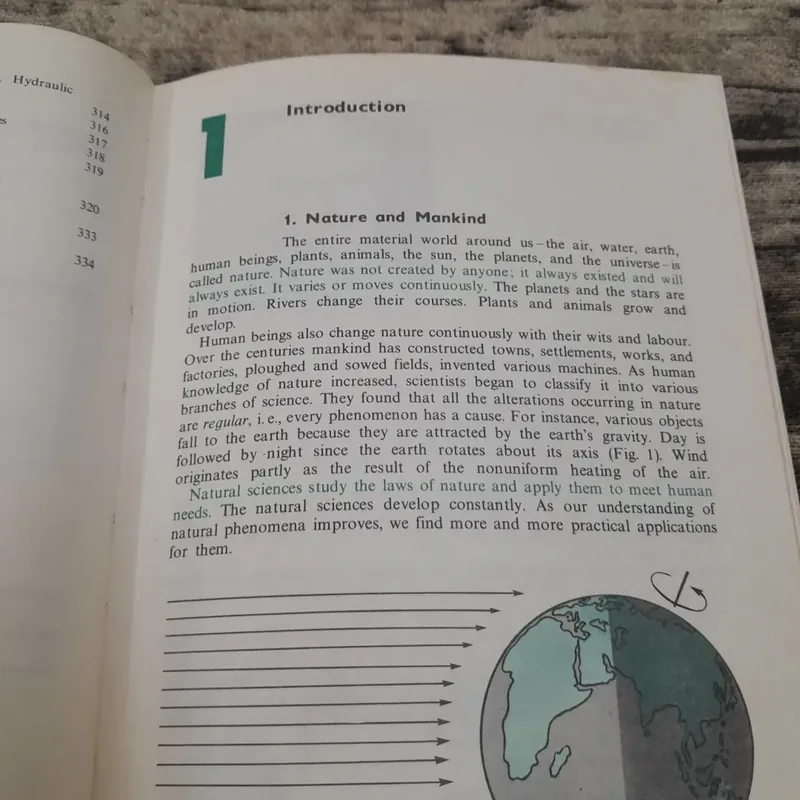 Hydraulic
314
316
317
318
319
320
333
334
1
Introduction
1. Nature and Mankind
The entire material world around us–the air, water, earth,
human beings, plants, animals, the sun, the planets, and the universe–is
called nature. Nature was not created by anyone; it always existed and will
always exist. It varies or moves continuously. The planets and the stars are
in motion. Rivers change their courses. Plants and animals grow and
develop.
Human beings also change nature continuously with their wits and labour.
Over the centuries mankind has constructed towns, settlements, works, and
factories, ploughed and sowed fields, invented various machines. As human
knowledge of nature increased, scientists began to classify it into various
branches of science. They found that all the alterations occurring in nature
are regular, i. e., every phenomenon has a cause. For instance, various objects
fall to the earth because they are attracted by the earth's gravity. Day is
followed by night since the earth rotates about its axis (Fig. 1). Wind
originates partly as the result of the nonuniform heating of the air.
Natural sciences study the laws of nature and apply them to meet human
needs. The natural sciences develop constantly. As our understanding of
natural phenomena improves, we find more and more practical applications
for them.